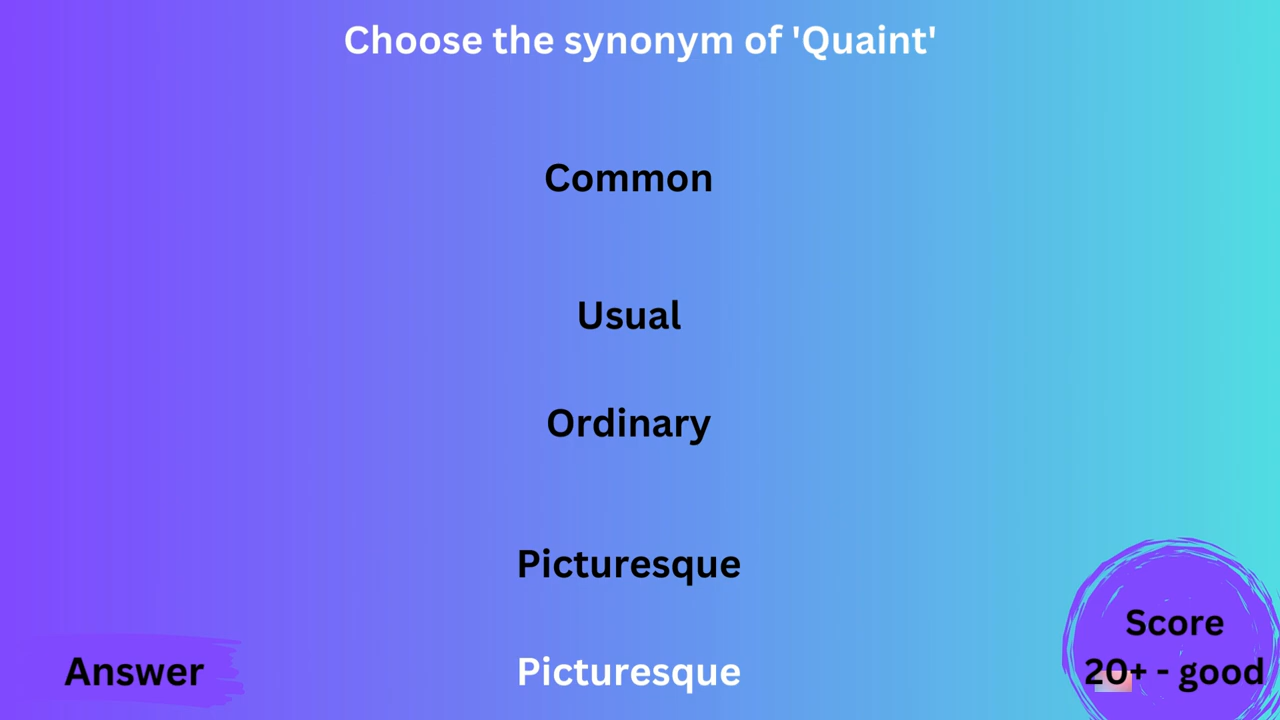 Choose the synonym of 'Quaint'
Common
Usual
Ordinary
Picturesque
Answer
Picturesque
Score
20+ - good